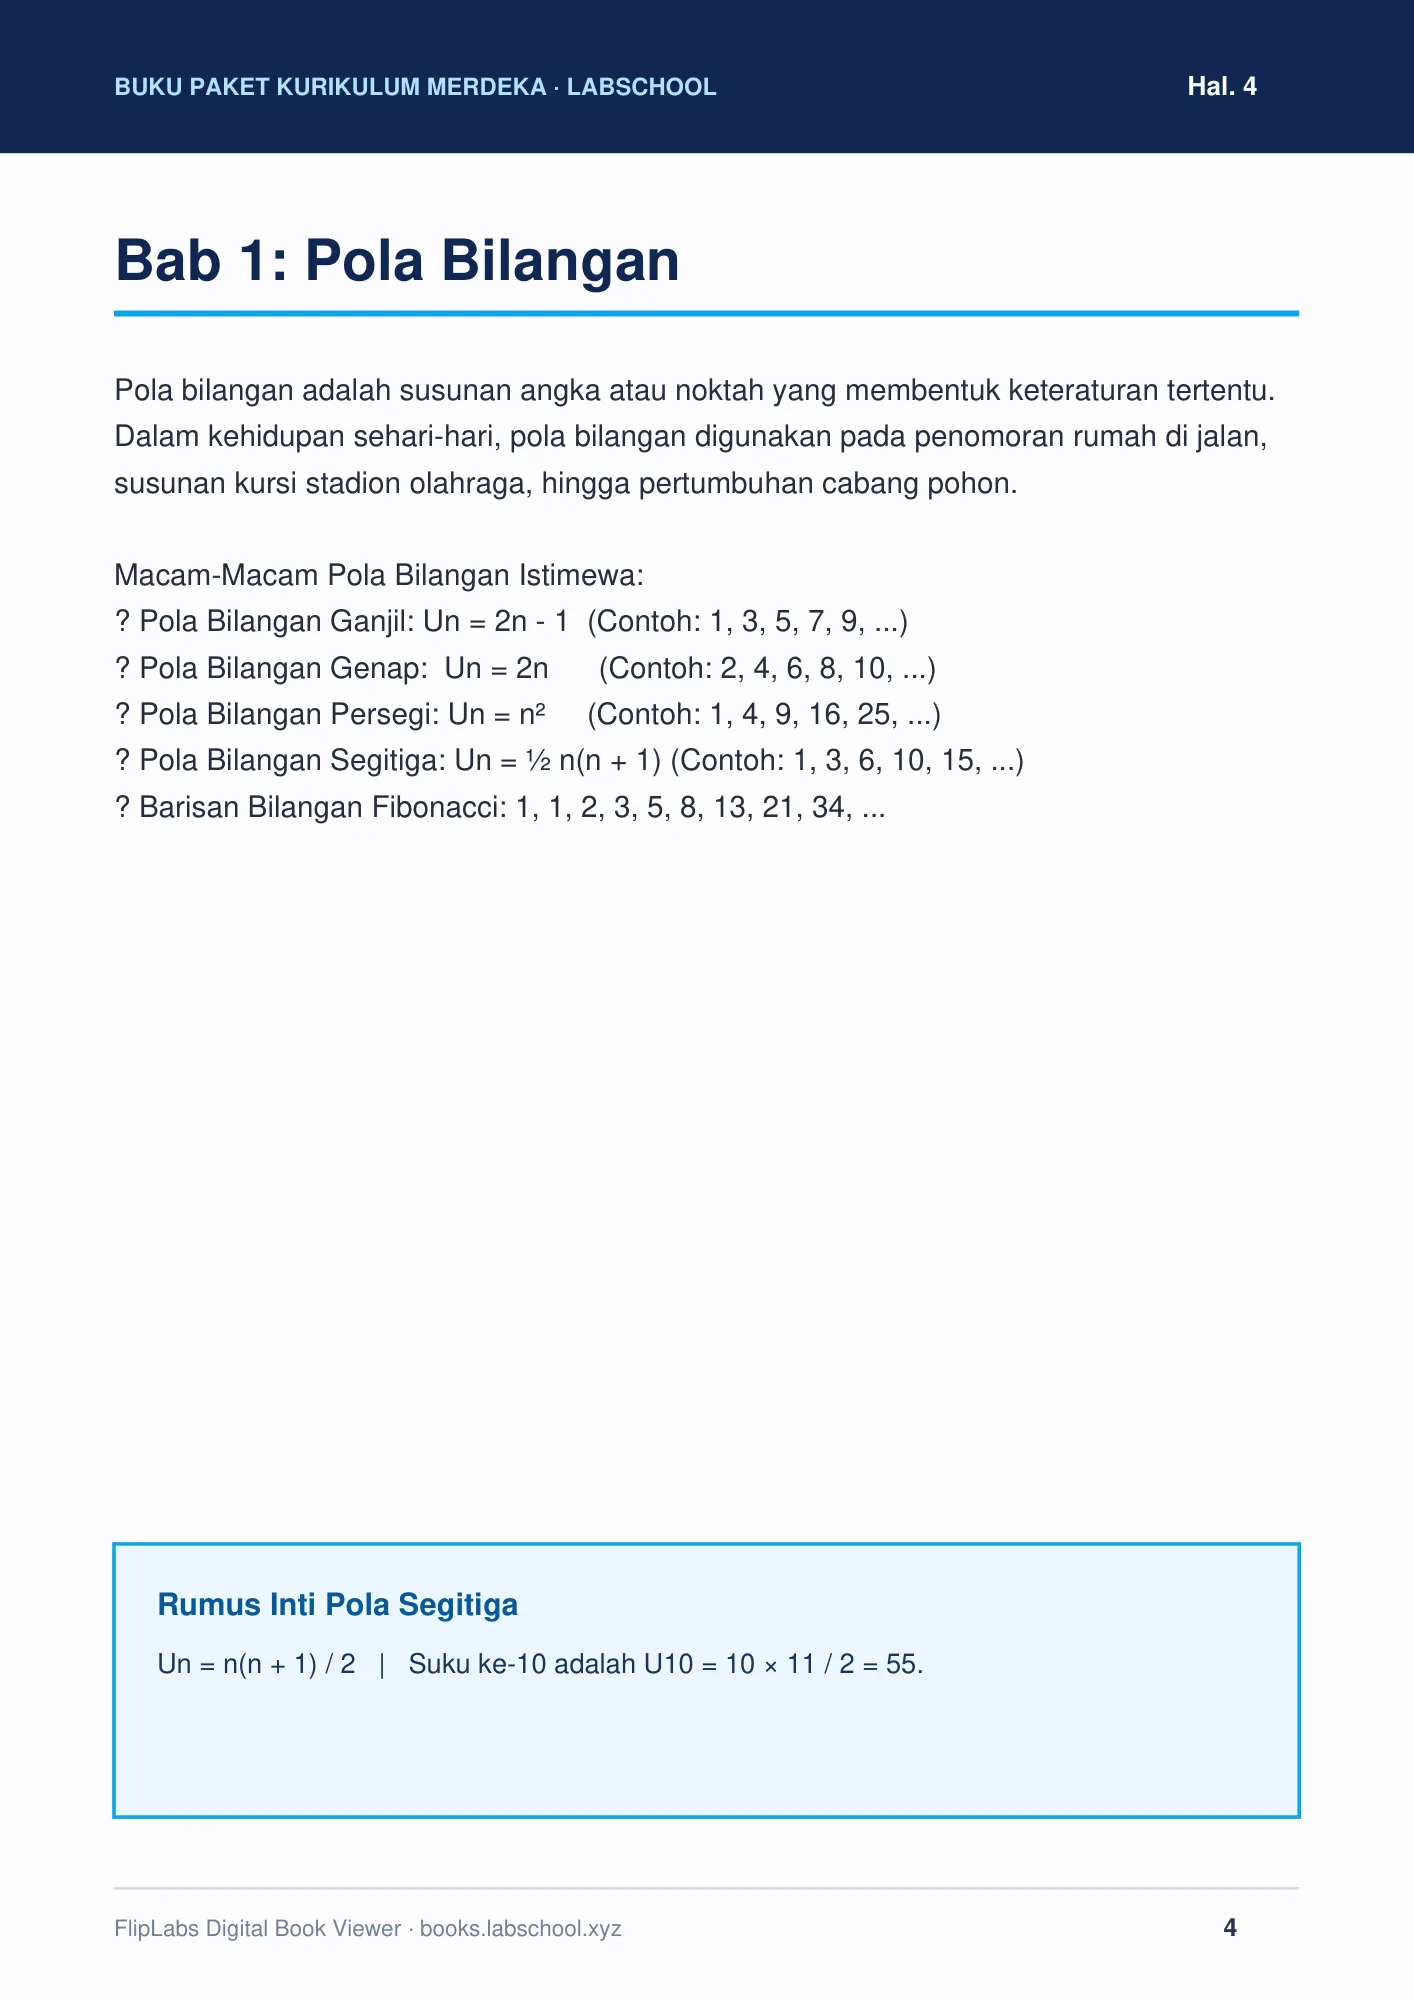 BUKU PAKET KURIKULUM MERDEKA · LABSCHOOL
Hal. 4
Bab 1: Pola Bilangan
Pola bilangan adalah susunan angka atau noktah yang membentuk keteraturan tertentu.
Dalam kehidupan sehari-hari, pola bilangan digunakan pada penomoran rumah di jalan,
susunan kursi stadion olahraga, hingga pertumbuhan cabang pohon.
Macam-Macam Pola Bilangan Istimewa:
? Pola Bilangan Ganjil: Un = 2n - 1 (Contoh: 1, 3, 5, 7, 9, ...)
? Pola Bilangan Genap: Un = 2n (Contoh: 2, 4, 6, 8, 10, ...)
? Pola Bilangan Persegi: Un = n² (Contoh: 1, 4, 9, 16, 25, ...)
? Pola Bilangan Segitiga: Un = ½ n(n + 1) (Contoh: 1, 3, 6, 10, 15, ...)
? Barisan Bilangan Fibonacci: 1, 1, 2, 3, 5, 8, 13, 21, 34, ...
Rumus Inti Pola Segitiga
Un = n(n + 1) / 2 | Suku ke-10 adalah U10 = 10 × 11 / 2 = 55.
FlipLabs Digital Book Viewer · books.labschool.xyz
4